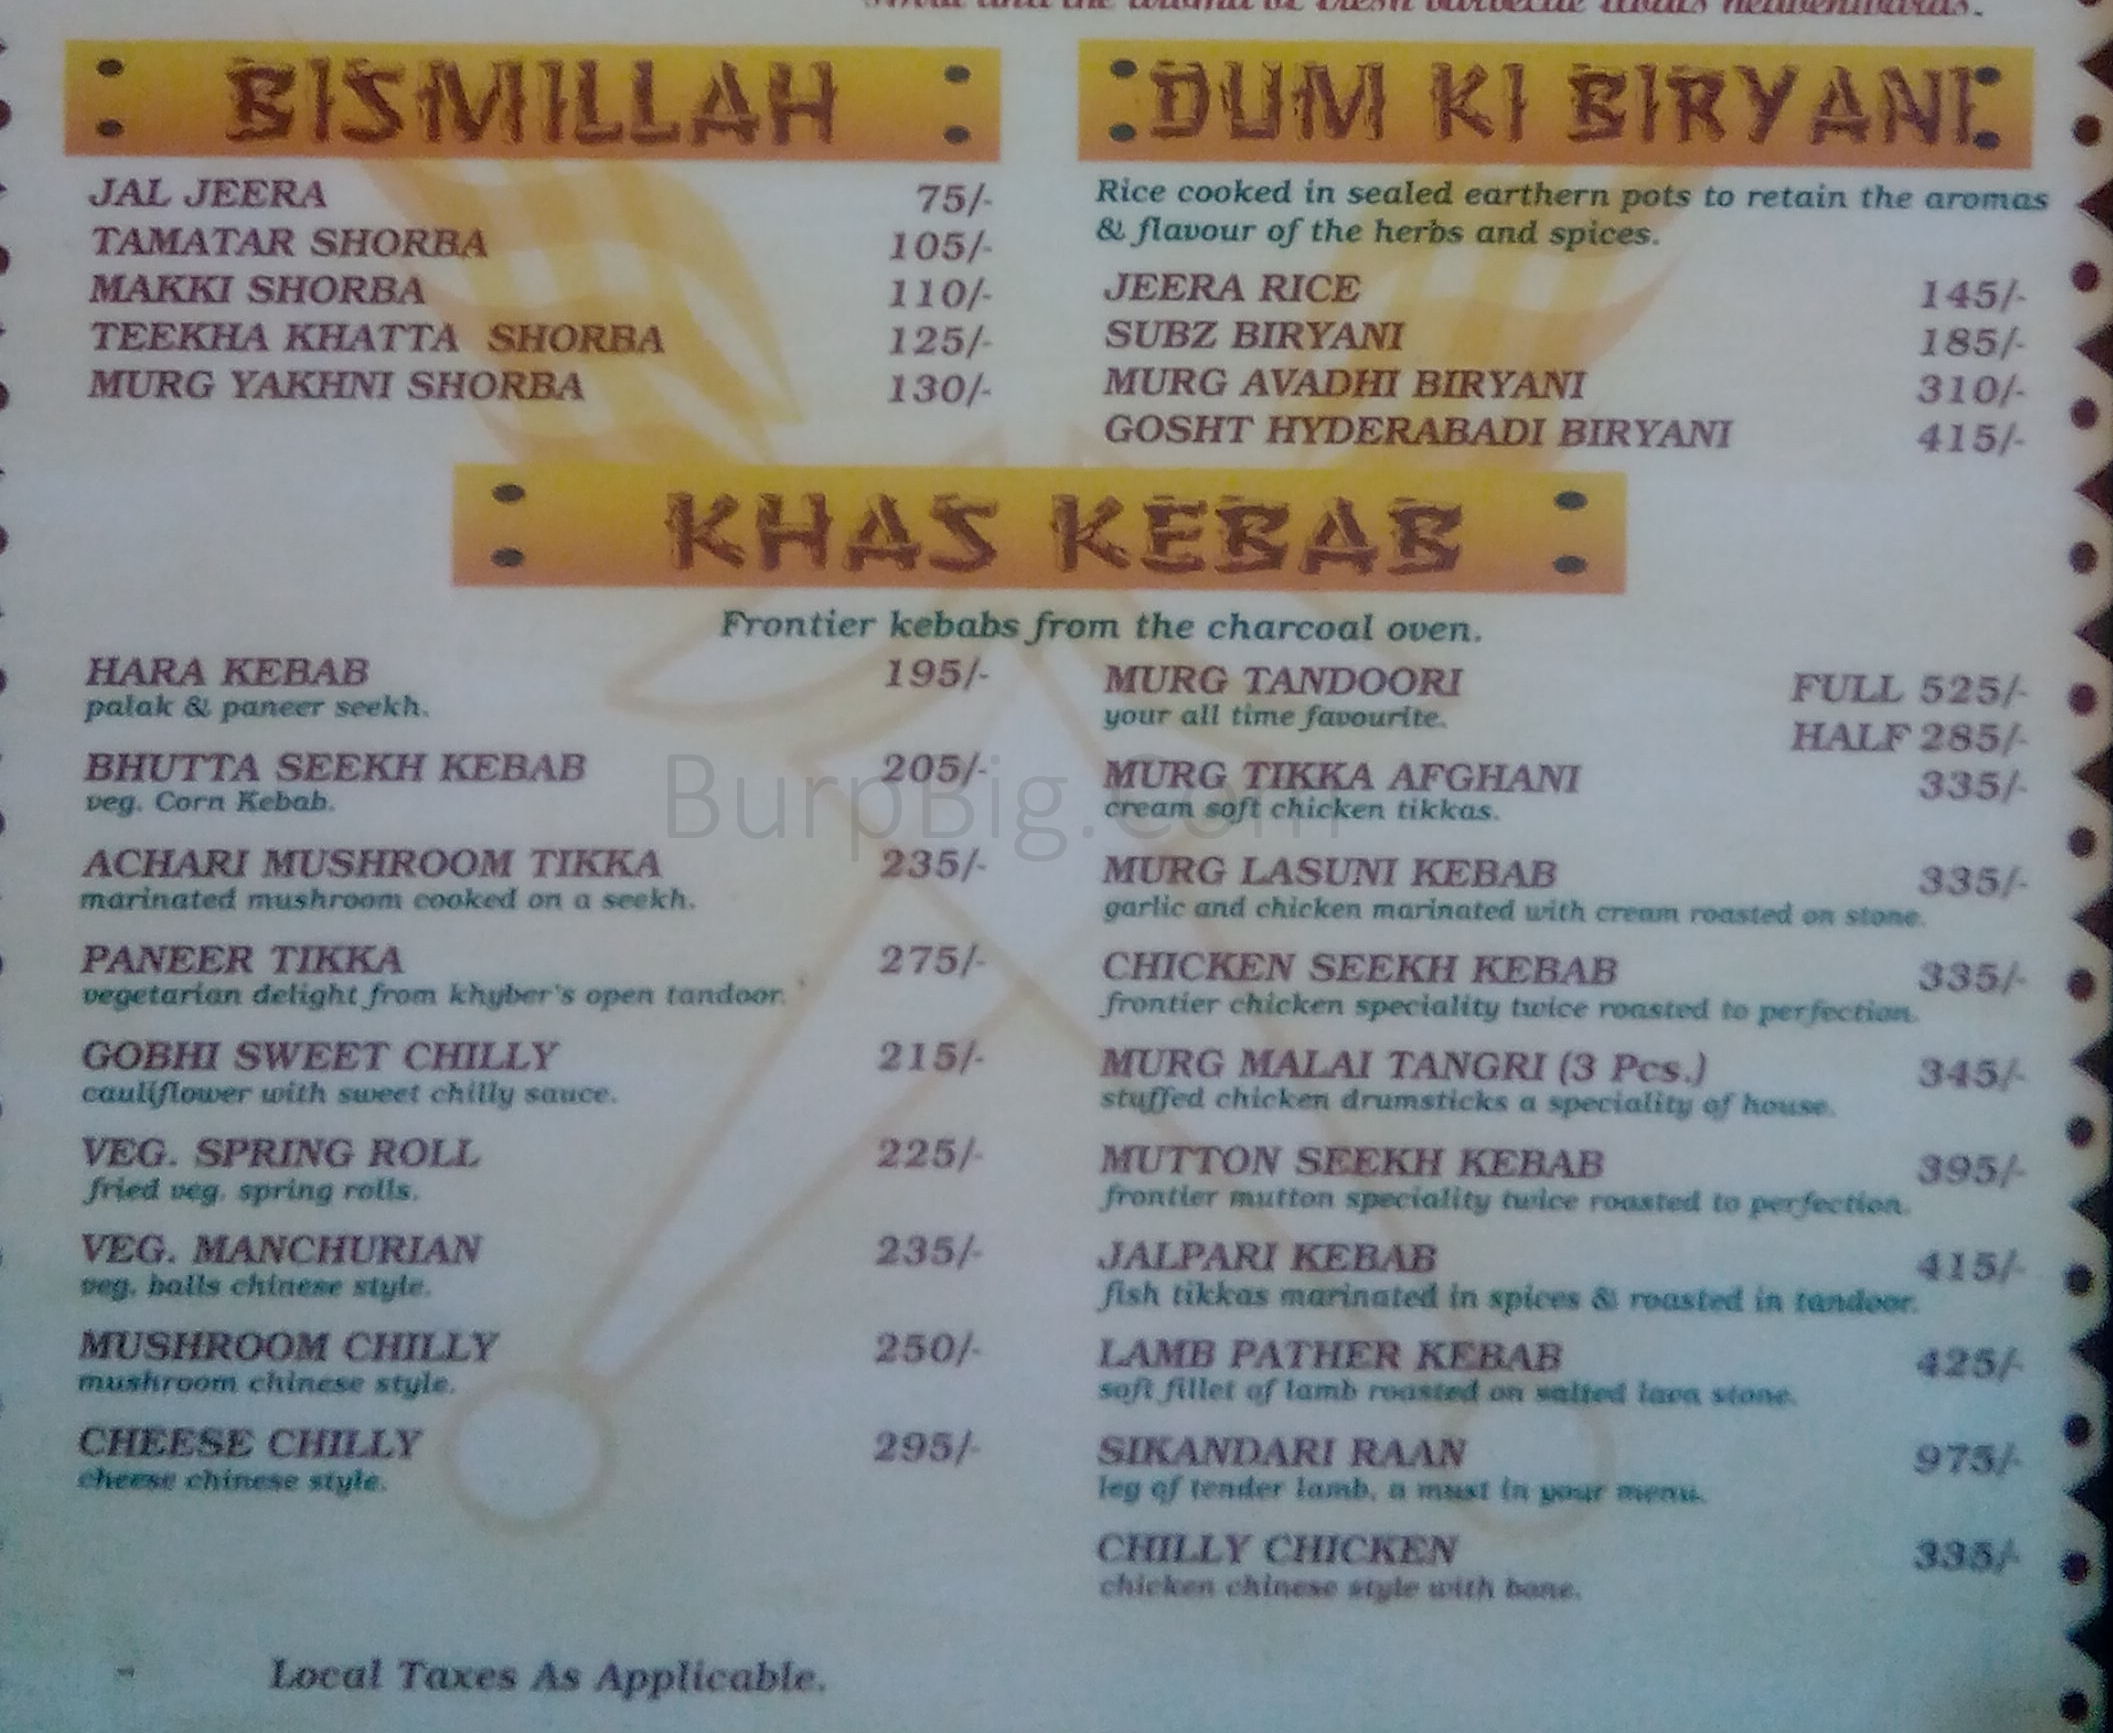 BISMILLAH
JAL JEERA 75/-
TAMATAR SHORBA 105/-
MAKKI SHORBA 110/-
TEEKHA KHATTA SHORBA 125/-
MURG YAKHNI SHORBA 130/-
DUM KI BIRYANI
Rice cooked in sealed earthern pots to retain the aromas
& flavour of the herbs and spices.
JEERA RICE 145/-
SUBZ BIRYANI 185/-
MURG AVADHI BIRYANI 310/-
GOSHT HYDERABADI BIRYANI 415/-
KHAS KEBAB
Frontier kebabs from the charcoal oven.
HARA KEBAB 195/-
palak & paneer seekh.
BHUTTA SEEKH KEBAB 205/-
veg. Corn Kebab.
ACHARI MUSHROOM TIKKA 235/-
marinated mushroom cooked on a seekh.
PANEER TIKKA 275/-
vegetarian delight from khyber's open tandoor.
GOBHI SWEET CHILLY 215/-
cauliflower with sweet chilly sauce.
VEG. SPRING ROLL 225/-
fried veg. spring rolls.
VEG. MANCHURIAN 235/-
veg. balls chinese style.
MUSHROOM CHILLY 250/-
mushroom chinese style.
CHEESE CHILLY 295/-
cheese chinese style.
MURG TANDOORI FULL 525/-
your all time favourite.
HALF 285/-
MURG TIKKA AFGHANI 335/-
cream soft chicken tikkas.
MURG LASUNI KEBAB 335/-
garlic and chicken marinated with cream roasted on stone.
CHICKEN SEEKH KEBAB 335/-
frontier chicken speciality twice roasted to perfection.
MURG MALAI TANGRI (3 Pcs.) 345/-
stuffed chicken drumsticks a speciality of house.
MUTTON SEEKH KEBAB 395/-
frontier mutton speciality twice roasted to perfection.
JALPARI KEBAB 415/-
fish tikkas marinated in spices & roasted in tandoor.
LAMB PATHER KEBAB 425/-
soft fillet of lamb roasted on salted lava stone.
SIKANDARI RAAN 975/-
leg of tender lamb, a must in your menu.
CHILLY CHICKEN 335/-
chicken chinese style with bone.
Local Taxes As Applicable.
BurpBig.Com